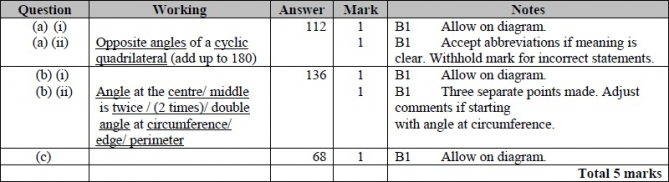 Question Working Answer Mark Notes
(a) (i) 112 1 B1 Allow on diagram.
(a) (ii) Opposite angles of a cyclic 1 B1 Accept abbreviations if meaning is
quadrilateral (add up to 180) clear. Withhold mark for incorrect statements.
(b) (i) 136 1 B1 Allow on diagram.
(b) (ii) Angle at the centre/ middle 1 B1 Three separate points made. Adjust
is twice / (2 times)/ double comments if starting
angle at circumference/ with angle at circumference.
edge/ perimeter
(c) 68 1 B1 Allow on diagram.
Total 5 marks